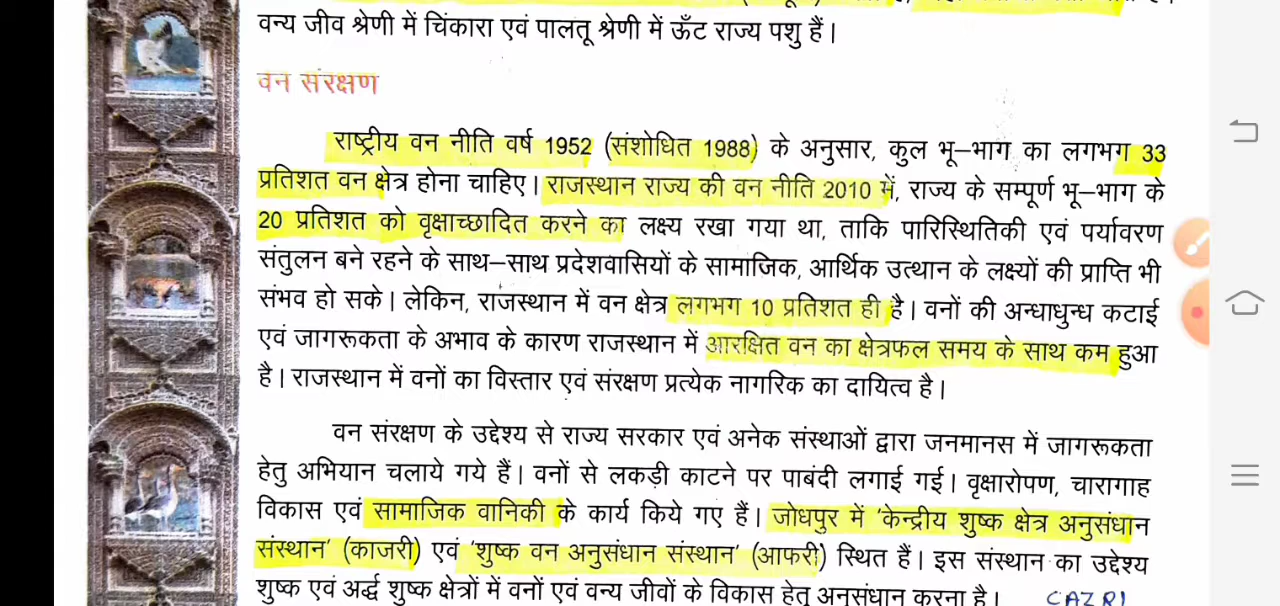 वन्य जीव श्रेणी में चिंकारा एवं पालतू श्रेणी में ऊँट राज्य पशु हैं।
वन संरक्षण
राष्ट्रीय वन नीति वर्ष 1952 (संशोधित 1988) के अनुसार, कुल भू–भाग का लगभग 33
प्रतिशत वन क्षेत्र होना चाहिए। राजस्थान राज्य की वन नीति 2010 में, राज्य के सम्पूर्ण भू–भाग के
20 प्रतिशत को वृक्षाच्छादित करने का लक्ष्य रखा गया था, ताकि पारिस्थितिकी एवं पर्यावरण
संतुलन बने रहने के साथ–साथ प्रदेशवासियों के सामाजिक, आर्थिक उत्थान के लक्ष्यों की प्राप्ति भी
संभव हो सके। लेकिन, राजस्थान में वन क्षेत्र लगभग 10 प्रतिशत ही है। वनों की अन्धाधुन्ध कटाई
एवं जागरूकता के अभाव के कारण राजस्थान में आरक्षित वन का क्षेत्रफल समय के साथ कम हुआ
है। राजस्थान में वनों का विस्तार एवं संरक्षण प्रत्येक नागरिक का दायित्व है।
वन संरक्षण के उद्देश्य से राज्य सरकार एवं अनेक संस्थाओं द्वारा जनमानस में जागरूकता
हेतु अभियान चलाये गये हैं। वनों से लकड़ी काटने पर पाबंदी लगाई गई। वृक्षारोपण, चारागाह
विकास एवं सामाजिक वानिकी के कार्य किये गए हैं। जोधपुर में 'केन्द्रीय शुष्क क्षेत्र अनुसंधान
संस्थान' (काजरी) एवं 'शुष्क वन अनुसंधान संस्थान' (आफरी) स्थित हैं। इस संस्थान का उद्देश्य
शुष्क एवं अर्द्ध शुष्क क्षेत्रों में वनों एवं वन्य जीवों के विकास हेतु अनुसंधान करना है। CAZRI